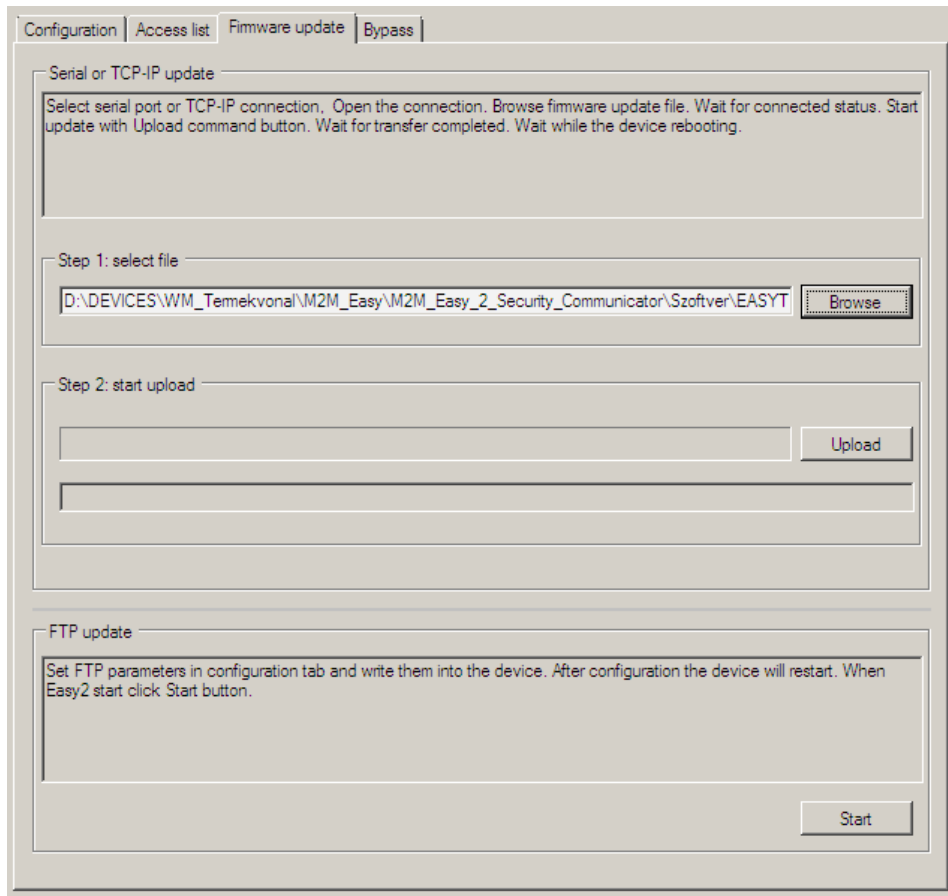 Configuration Access list Firmware update Bypass
Serial or TCP-IP update
Select serial port or TCP-IP connection, Open the connection. Browse firmware update file. Wait for connected status. Start
update with Upload command button. Wait for transfer completed. Wait while the device rebooting.
Step 1: select file
D:\DEVICES\WM_Termekvonal\M2M_Easy\M2M_Easy_2_Security_Communicator\Szoftver\EASYT Browse
Step 2: start upload
Upload
FTP update
Set FTP parameters in configuration tab and write them into the device. After configuration the device will restart. When
Easy2 start click Start button.
Start